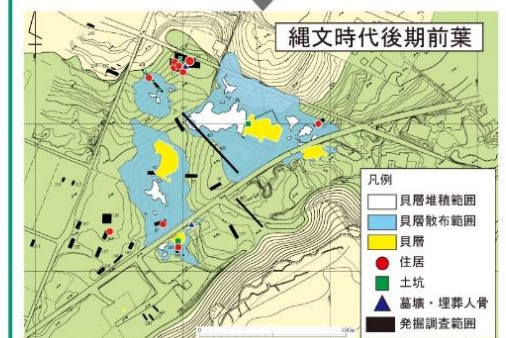 縄文時代後期前葉
凡例
貝層堆積範囲
貝層散布範囲
貝層
住居
土坑
墓壙・埋葬人骨
発掘調査範囲
0
100m